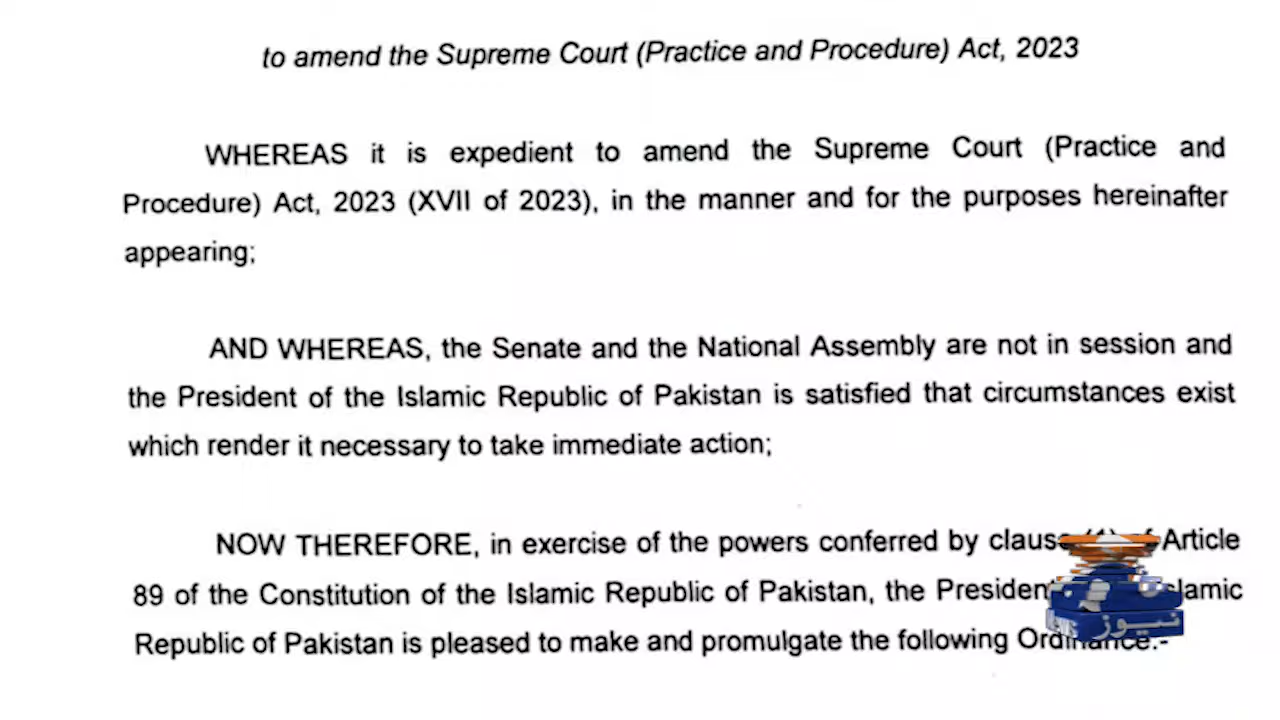 to amend the Supreme Court (Practice and Procedure) Act, 2023
WHEREAS it is expedient to amend the Supreme Court (Practice and
Procedure) Act, 2023 (XVII of 2023), in the manner and for the purposes hereinafter
appearing;
AND WHEREAS, the Senate and the National Assembly are not in session and
the President of the Islamic Republic of Pakistan is satisfied that circumstances exist
which render it necessary to take immediate action;
NOW THEREFORE, in exercise of the powers conferred by clause (1) of Article
89 of the Constitution of the Islamic Republic of Pakistan, the President Islamic
Republic of Pakistan is pleased to make and promulgate the following Ordinance:-
نیوز